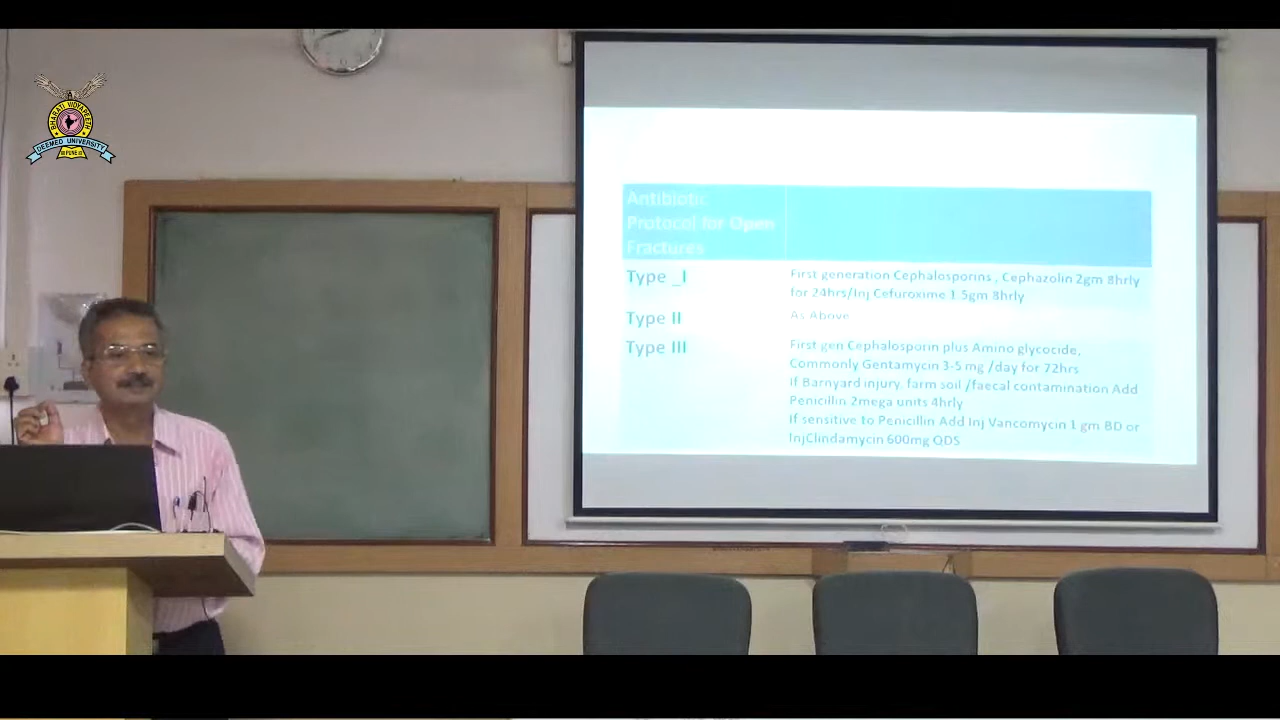 BHARATI VIDYAPEETH
DEEMED UNIVERSITY
PUNE
Antibiotic
Protocol for Open
Fractures
Type _I
First generation Cephalosporins , Cephazolin 2gm 8hrly
for 24hrs/Inj Cefuroxime 1.5gm 8hrly
Type II
As Above
Type III
First gen Cephalosporin plus Amino glycocide,
Commonly Gentamycin 3-5 mg /day for 72hrs
If Barnyard injury, farm soil /faecal contamination Add
Penicillin 2mega units 4hrly
If sensitive to Penicillin Add Inj Vancomycin 1 gm BD or
InjClindamycin 600mg QDS